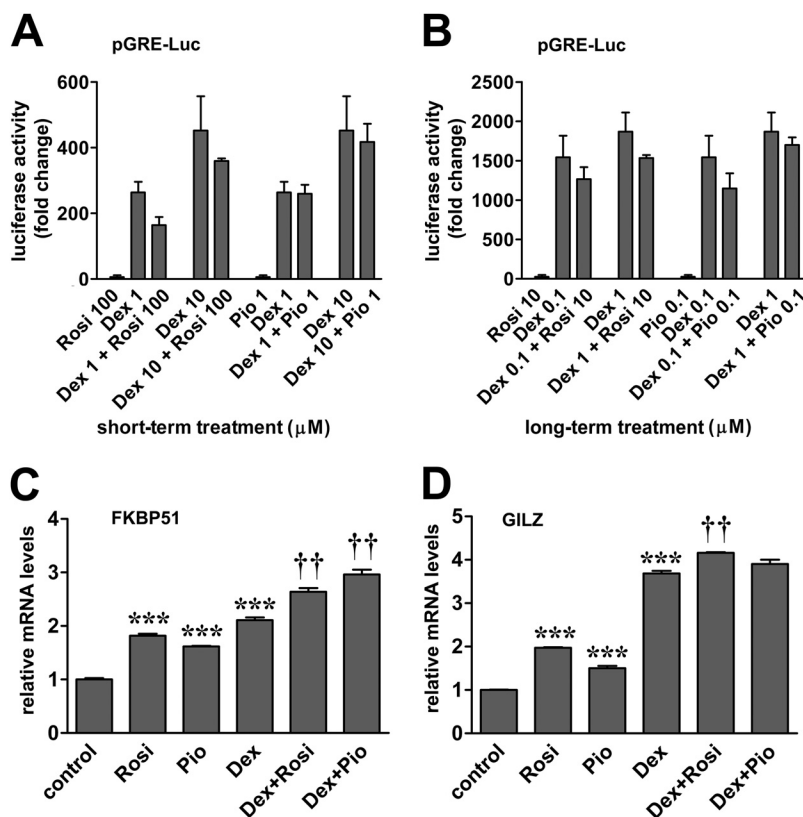 A
pGRE-Luc
luciferase activity
(fold change)
600
400
200
0
Rosi 100
Dex 1
Dex 1 + Rosi 100
Dex 10
Dex 10 + Rosi 100
Pio 1
Dex 1
Dex 1 + Pio 1
Dex 10
Dex 10 + Pio 1
short-term treatment (μM)
B
pGRE-Luc
luciferase activity
(fold change)
2500
2000
1500
1000
500
0
Rosi 10
Dex 0.1
Dex 0.1 + Rosi 10
Dex 1
Dex 1 + Rosi 10
Pio 0.1
Dex 0.1
Dex 0.1 + Pio 0.1
Dex 1
Dex 1 + Pio 0.1
long-term treatment (μM)
C
FKBP51
relative mRNA levels
4
3
2
1
0
***
***
***
††
††
control
Rosi
Pio
Dex
Dex+Rosi
Dex+Pio
D
GILZ
relative mRNA levels
5
4
2
1
0
***
***
***
††
control
Rosi
Pio
Dex
Dex+Rosi
Dex+Pio